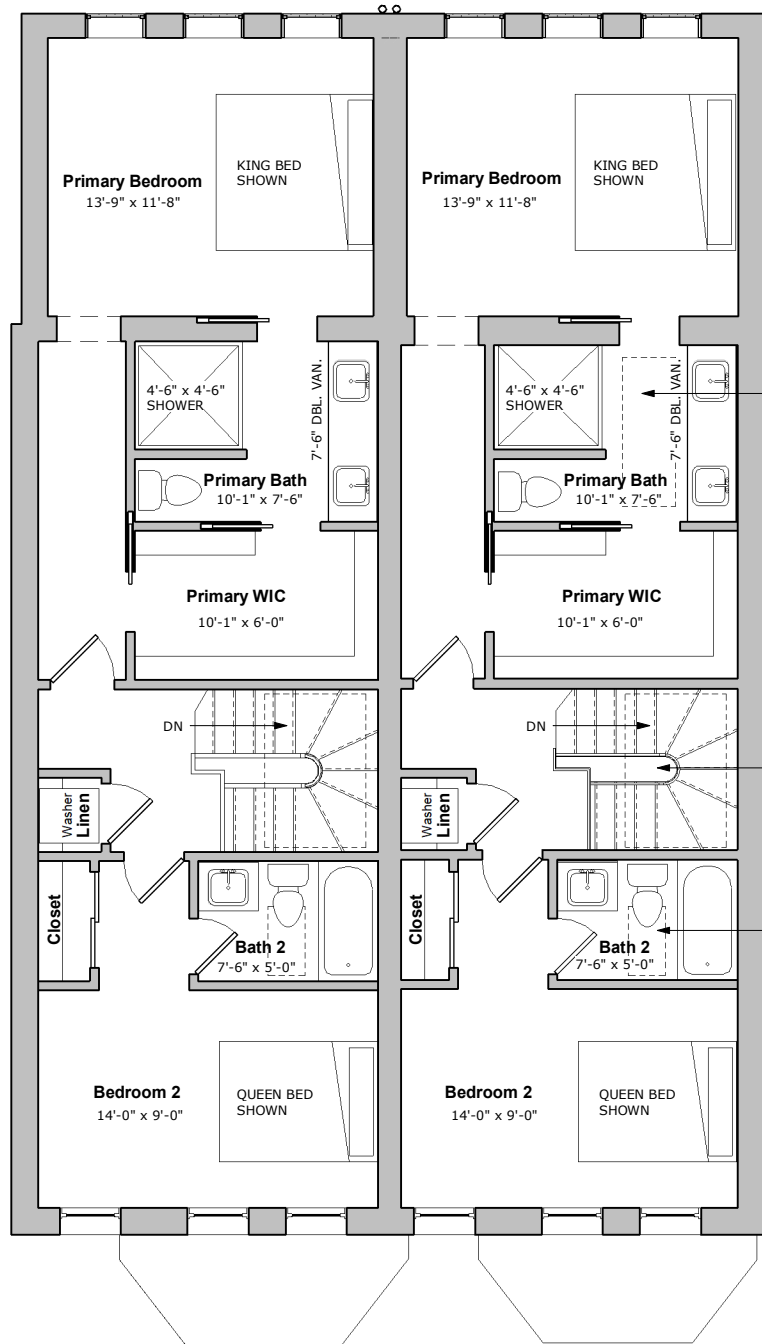 KING BED
SHOWN
Primary Bedroom
13'-9" x 11'-8"
KING BED
SHOWN
Primary Bedroom
13'-9" x 11'-8"
4'-6" x 4'-6"
SHOWER
7'-6" DBL. VAN.
Primary Bath
10'-1" x 7'-6"
4'-6" x 4'-6"
SHOWER
7'-6" DBL. VAN.
Primary Bath
10'-1" x 7'-6"
Primary WIC
10'-1" x 6'-0"
Primary WIC
10'-1" x 6'-0"
DN
DN
Washer
Linen
Washer
Linen
Closet
Bath 2
7'-6" x 5'-0"
Closet
Bath 2
7'-6" x 5'-0"
Bedroom 2
14'-0" x 9'-0"
QUEEN BED
SHOWN
Bedroom 2
14'-0" x 9'-0"
QUEEN BED
SHOWN